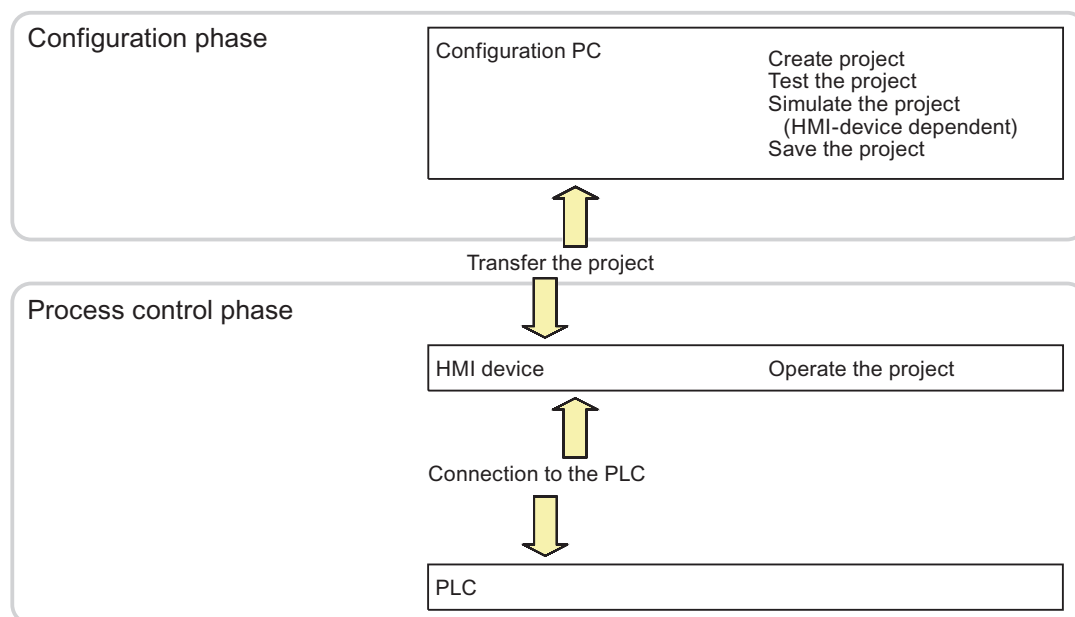 Configuration phase
Configuration PC
Create project
Test the project
Simulate the project
(HMI-device dependent)
Save the project
Transfer the project
Process control phase
HMI device
Operate the project
Connection to the PLC
PLC